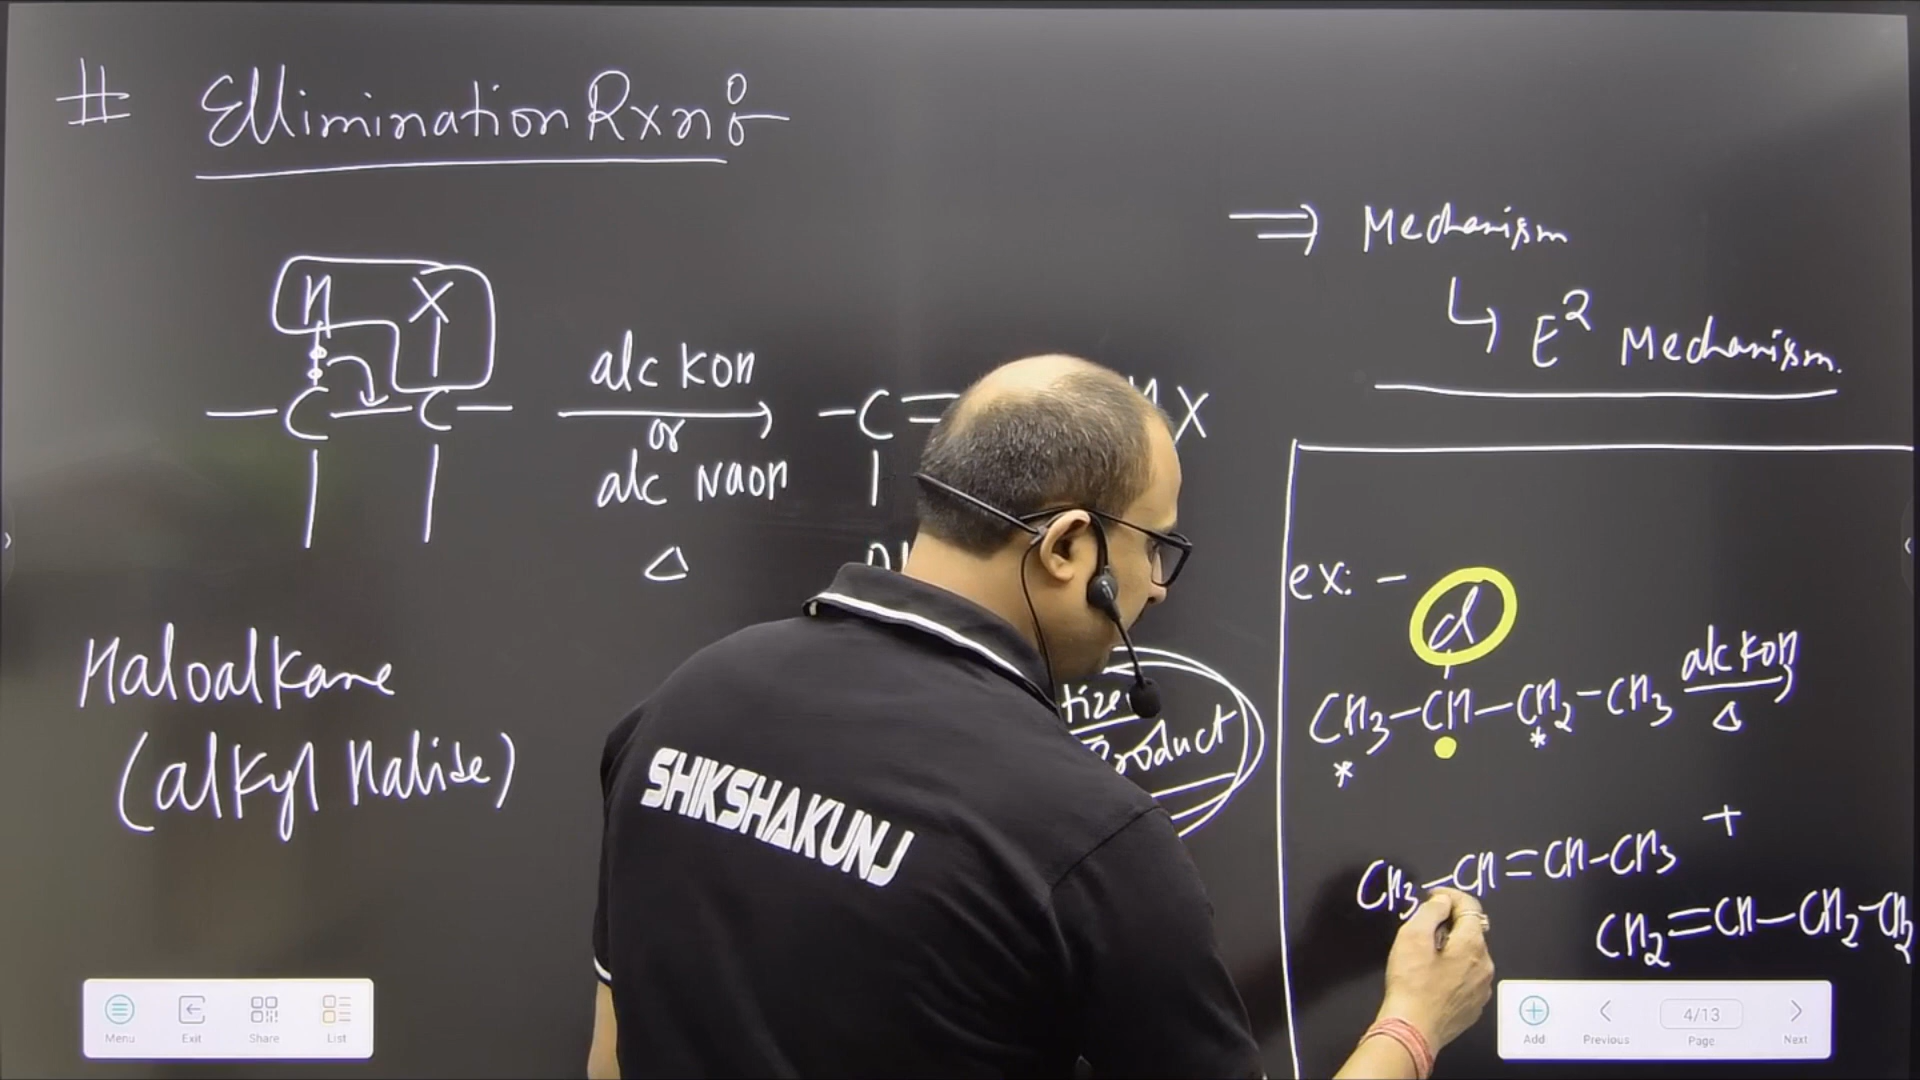 # Ellimination Rxn :-
⇒ Mechanism
↳ E² Mechanism.
H X
-C-C- alc KOH or alc NaOH Δ -C= X
Haloalkane
(alkyl Halide)
Product
ex: -
Cl
CH₃-CH-CH₂-CH₃ alc KOH Δ
* *
CH₃-CH=CH-CH₃ +
CH₂=CH-CH₂-CH₃
SHIKSHAKUNJ
Menu Exit Share List
Add Previous 4/13 Page Next